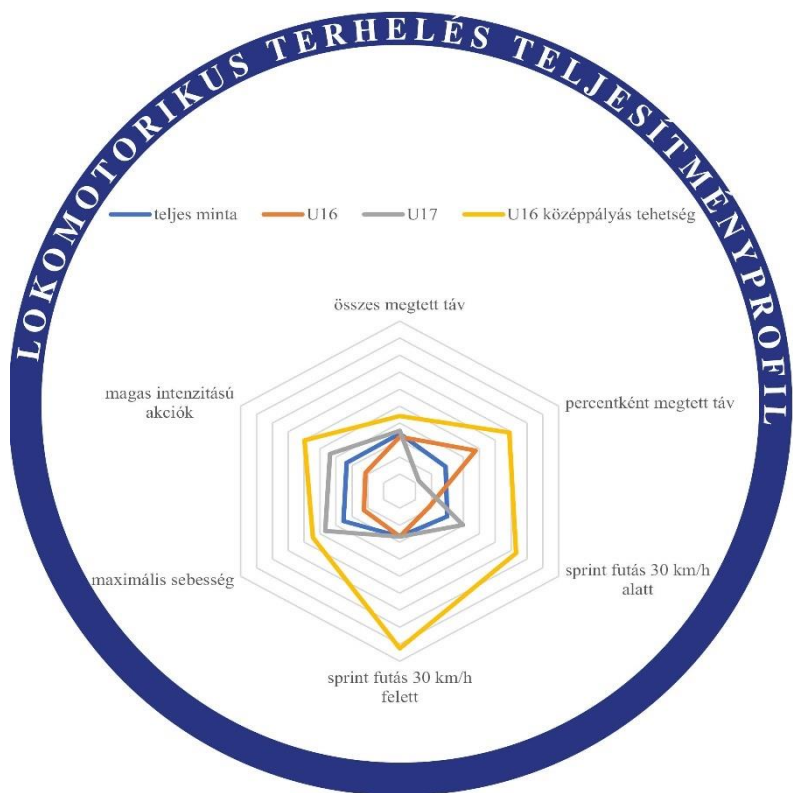 LOKOMOTORIKUS TERHELÉS TELJESÍTMÉNYPROFIL
teljes minta
U16
U17
U16 középpályás tehetség
összes megtett táv
magas intenzitású
akciók
percentként megtett táv
maximális sebesség
sprint futás 30 km/h
alatt
sprint futás 30 km/h
felett